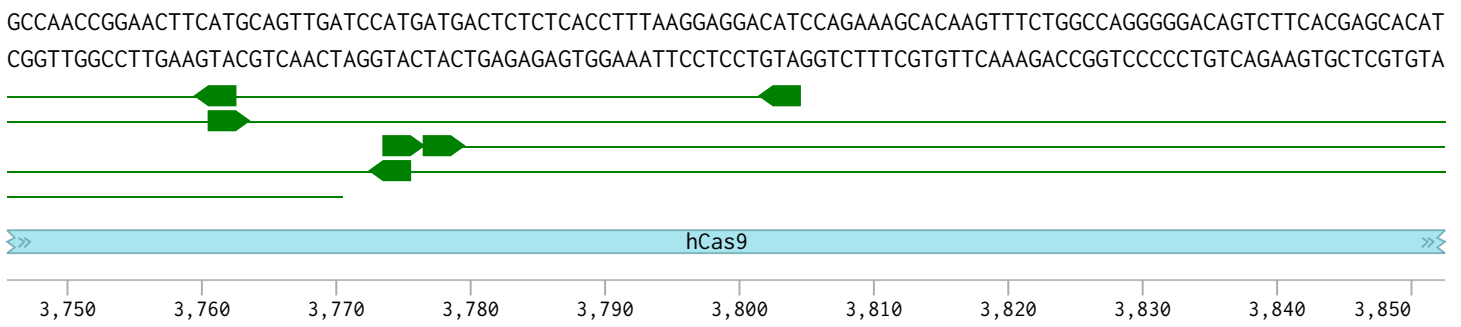 GCCAACCGGAACTTCATGCAGTTGATCCATGATGACTCTCTCACCTTTAAGGAGGACATCCAGAAAGCACAAGTTTCTGGCCAGGGGGACAGTCTTCACGAGCACAT
CGGTTGGCCTTGAAGTACGTCAACTAGGTACTACTGAGAGAGTGGAAATTCCTCCTGTAGGTCTTTCGTGTTCAAAGACCGGTCCCCCTGTCAGAAGTGCTCGTGTA
hCas9
3,750 3,760 3,770 3,780 3,790 3,800 3,810 3,820 3,830 3,840 3,850